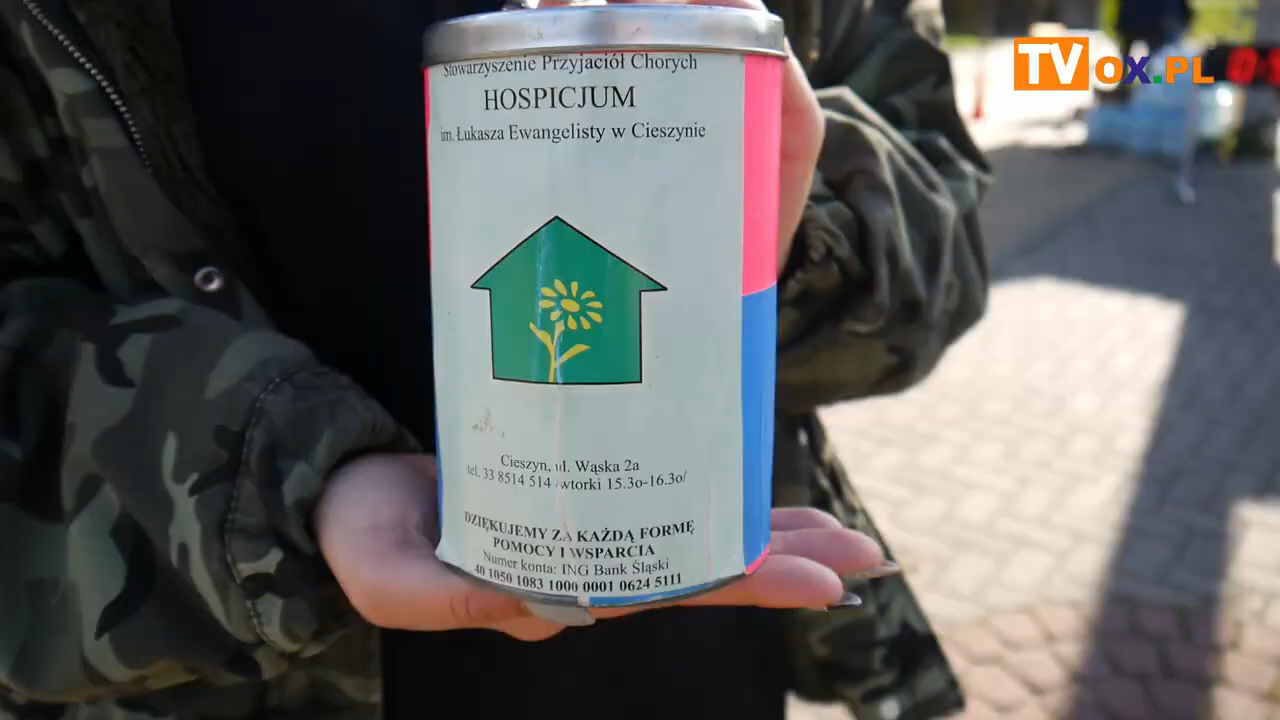 TVOX.PL
Stowarzyszenie Przyjaciół Chorych
HOSPICJUM
im. Łukasza Ewangelisty w Cieszynie
Cieszyn, ul. Wąska 2a
tel. 33 8514 514 /wtorki 15.3o-16.3o/
DZIĘKUJEMY ZA KAŻDĄ FORMĘ
POMOCY I WSPARCIA
Numer konta: ING Bank Śląski
40 1050 1083 1000 0001 0624 5111